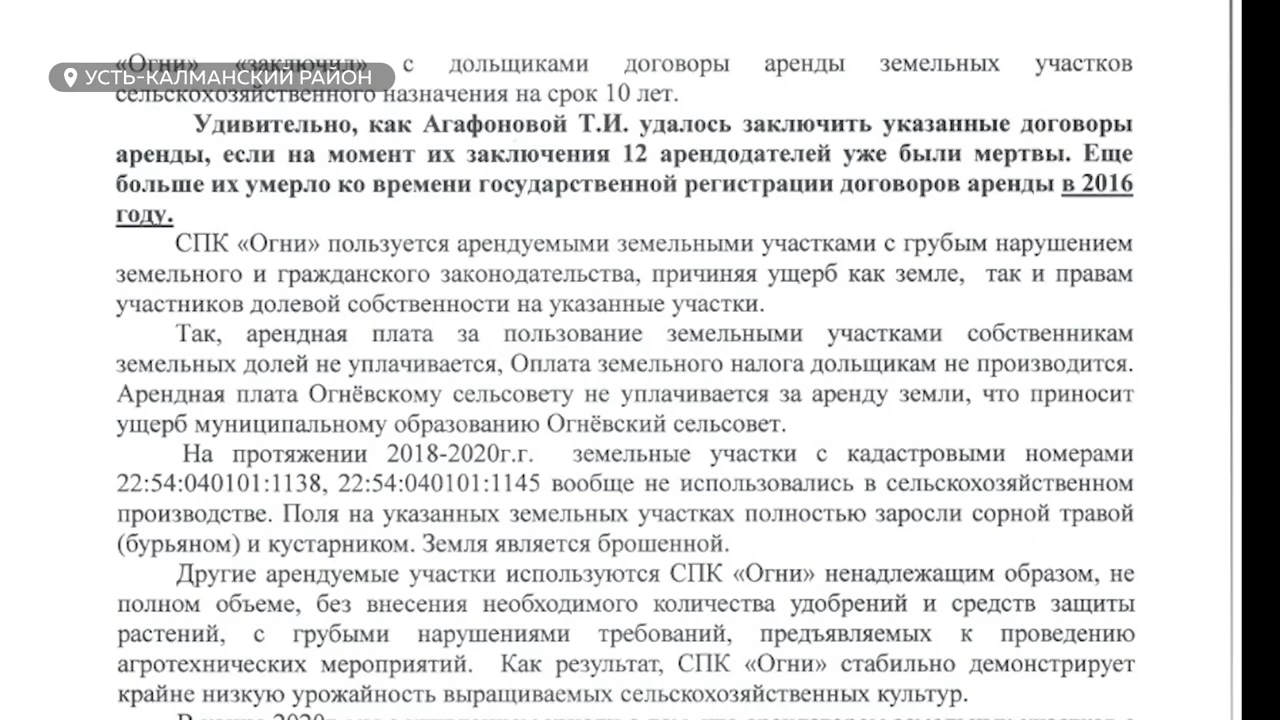 УСТЬ-КАЛМАНСКИЙ РАЙОН
«Огни» «заключил» с дольщиками договоры аренды земельных участков
сельскохозяйственного назначения на срок 10 лет.
Удивительно, как Агафоновой Т.И. удалось заключить указанные договоры
аренды, если на момент их заключения 12 арендодателей уже были мертвы. Еще
больше их умерло ко времени государственной регистрации договоров аренды в 2016
году.
СПК «Огни» пользуется арендуемыми земельными участками с грубым нарушением
земельного и гражданского законодательства, причиняя ущерб как земле, так и правам
участников долевой собственности на указанные участки.
Так, арендная плата за пользование земельными участками собственникам
земельных долей не уплачивается, Оплата земельного налога дольщикам не производится.
Арендная плата Огнёвскому сельсовету не уплачивается за аренду земли, что приносит
ущерб муниципальному образованию Огнёвский сельсовет.
На протяжении 2018-2020г.г. земельные участки с кадастровыми номерами
22:54:040101:1138, 22:54:040101:1145 вообще не использовались в сельскохозяйственном
производстве. Поля на указанных земельных участках полностью заросли сорной травой
(бурьяном) и кустарником. Земля является брошенной.
Другие арендуемые участки используются СПК «Огни» ненадлежащим образом, не
полном объеме, без внесения необходимого количества удобрений и средств защиты
растений, с грубыми нарушениями требований, предъявляемых к проведению
агротехнических мероприятий. Как результат, СПК «Огни» стабильно демонстрирует
крайне низкую урожайность выращиваемых сельскохозяйственных культур.